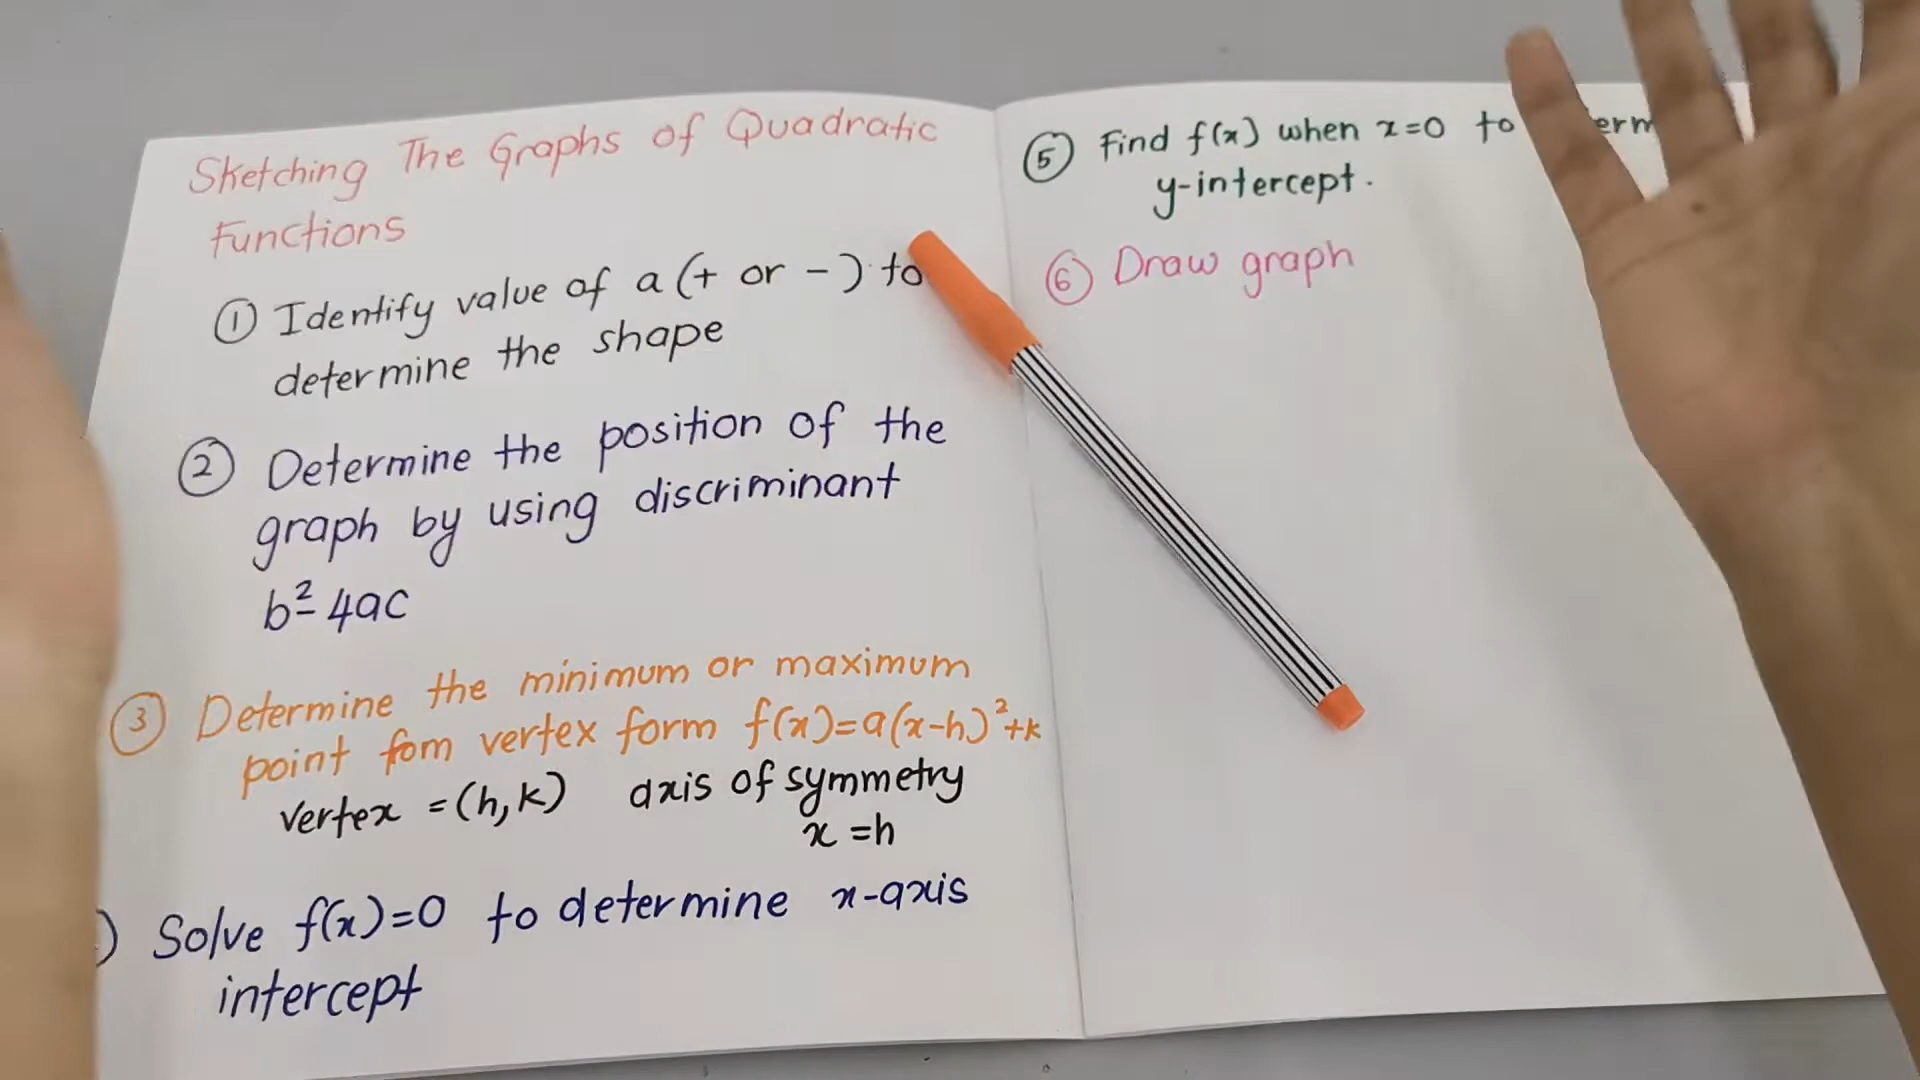 Sketching The Graphs of Quadratic
Functions
① Identify value of a (+ or -) to
determine the shape
② Determine the position of the
graph by using discriminant
b² - 4ac
③ Determine the minimum or maximum
point fom vertex form f(x)=a(x-h)²+k
vertex = (h,k) axis of symmetry
x = h
) Solve f(x)=0 to determine x-axis
intercept
⑤ Find f(x) when x=0 to
y-intercept.
⑥ Draw graph